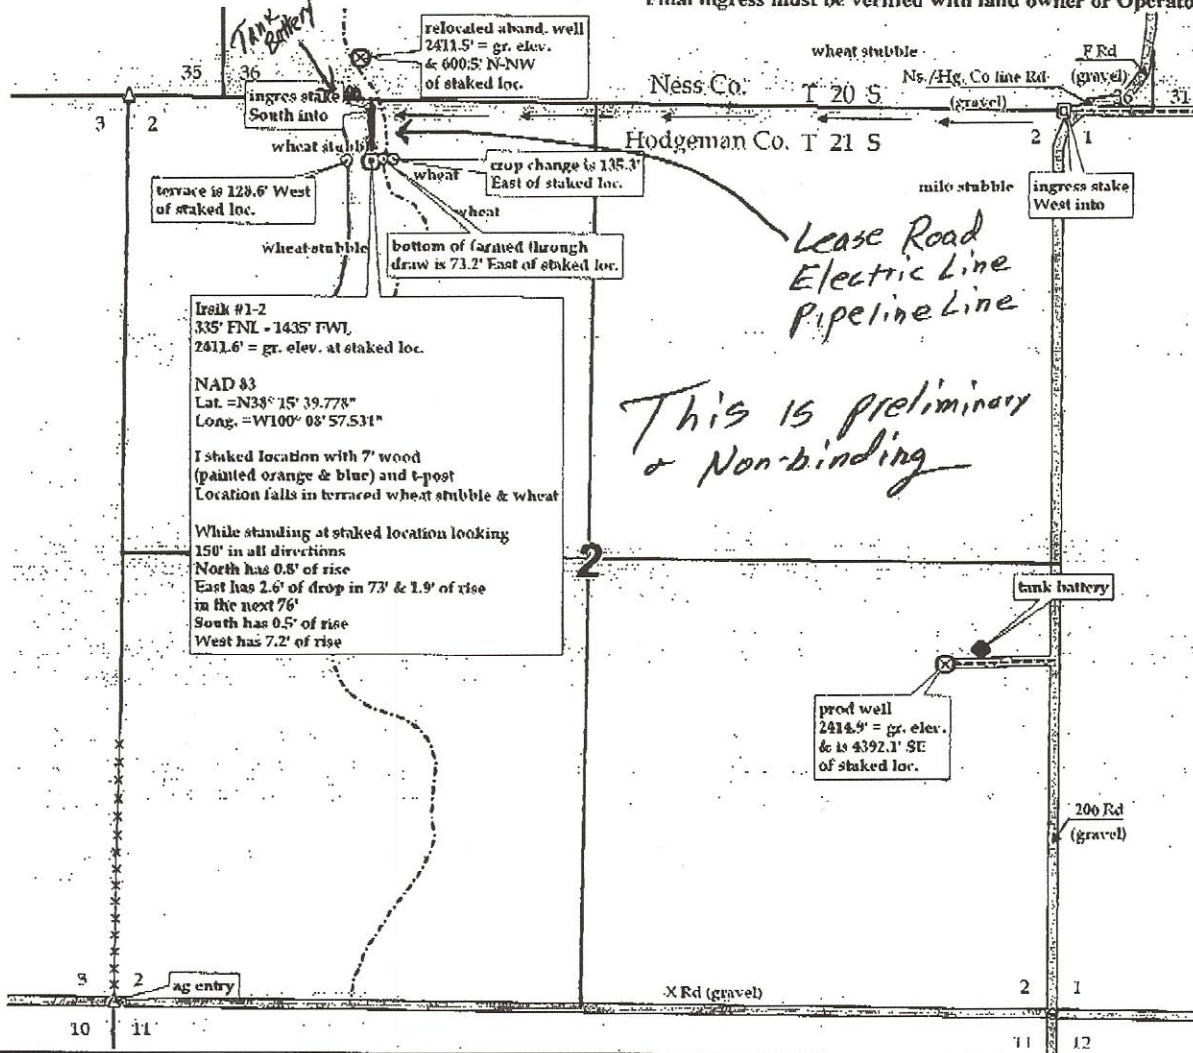 Final ingress must be verified with land owner or Operato
Tank
Battery
relocated aband. well
2411.5' = gr. elev.
& 600.5' N-NW
of staked loc.
wheat stubble
F Rd
(gravel)
Ns./Hg. Co line Rd
(gravel)
35
36
36
31
Ness Co. T 20 S
ingres stake
South into
3
2
Hodgeman Co. T 21 S
2
1
wheat stubble
crop change is 135.3'
East of staked loc.
wheat
terrace is 128.6' West
of staked loc.
milo stubble
ingress stake
West into
wheat
wheat stubble
bottom of farmed through
draw is 73.2' East of staked loc.
Lease Road
Electric Line
Pipeline Line
Irsik #1-2
335' FNL - 1435' FWL
2411.6' = gr. elev. at staked loc.
NAD 83
Lat. =N38° 15' 39.778"
Long. =W100° 08' 57.531"
I staked location with 7' wood
(painted orange & blue) and t-post
Location falls in terraced wheat stubble & wheat
While standing at staked location looking
150' in all directions
North has 0.8' of rise
East has 2.6' of drop in 73' & 1.9' of rise
in the next 76'
South has 0.5' of rise
West has 7.2' of rise
This is preliminary
& Non-binding
2
tank battery
prod well
2414.9' = gr. elev.
& is 4392.1' SE
of staked loc.
206 Rd
(gravel)
3
2
ag entry
X Rd (gravel)
2
1
10
11
11
12